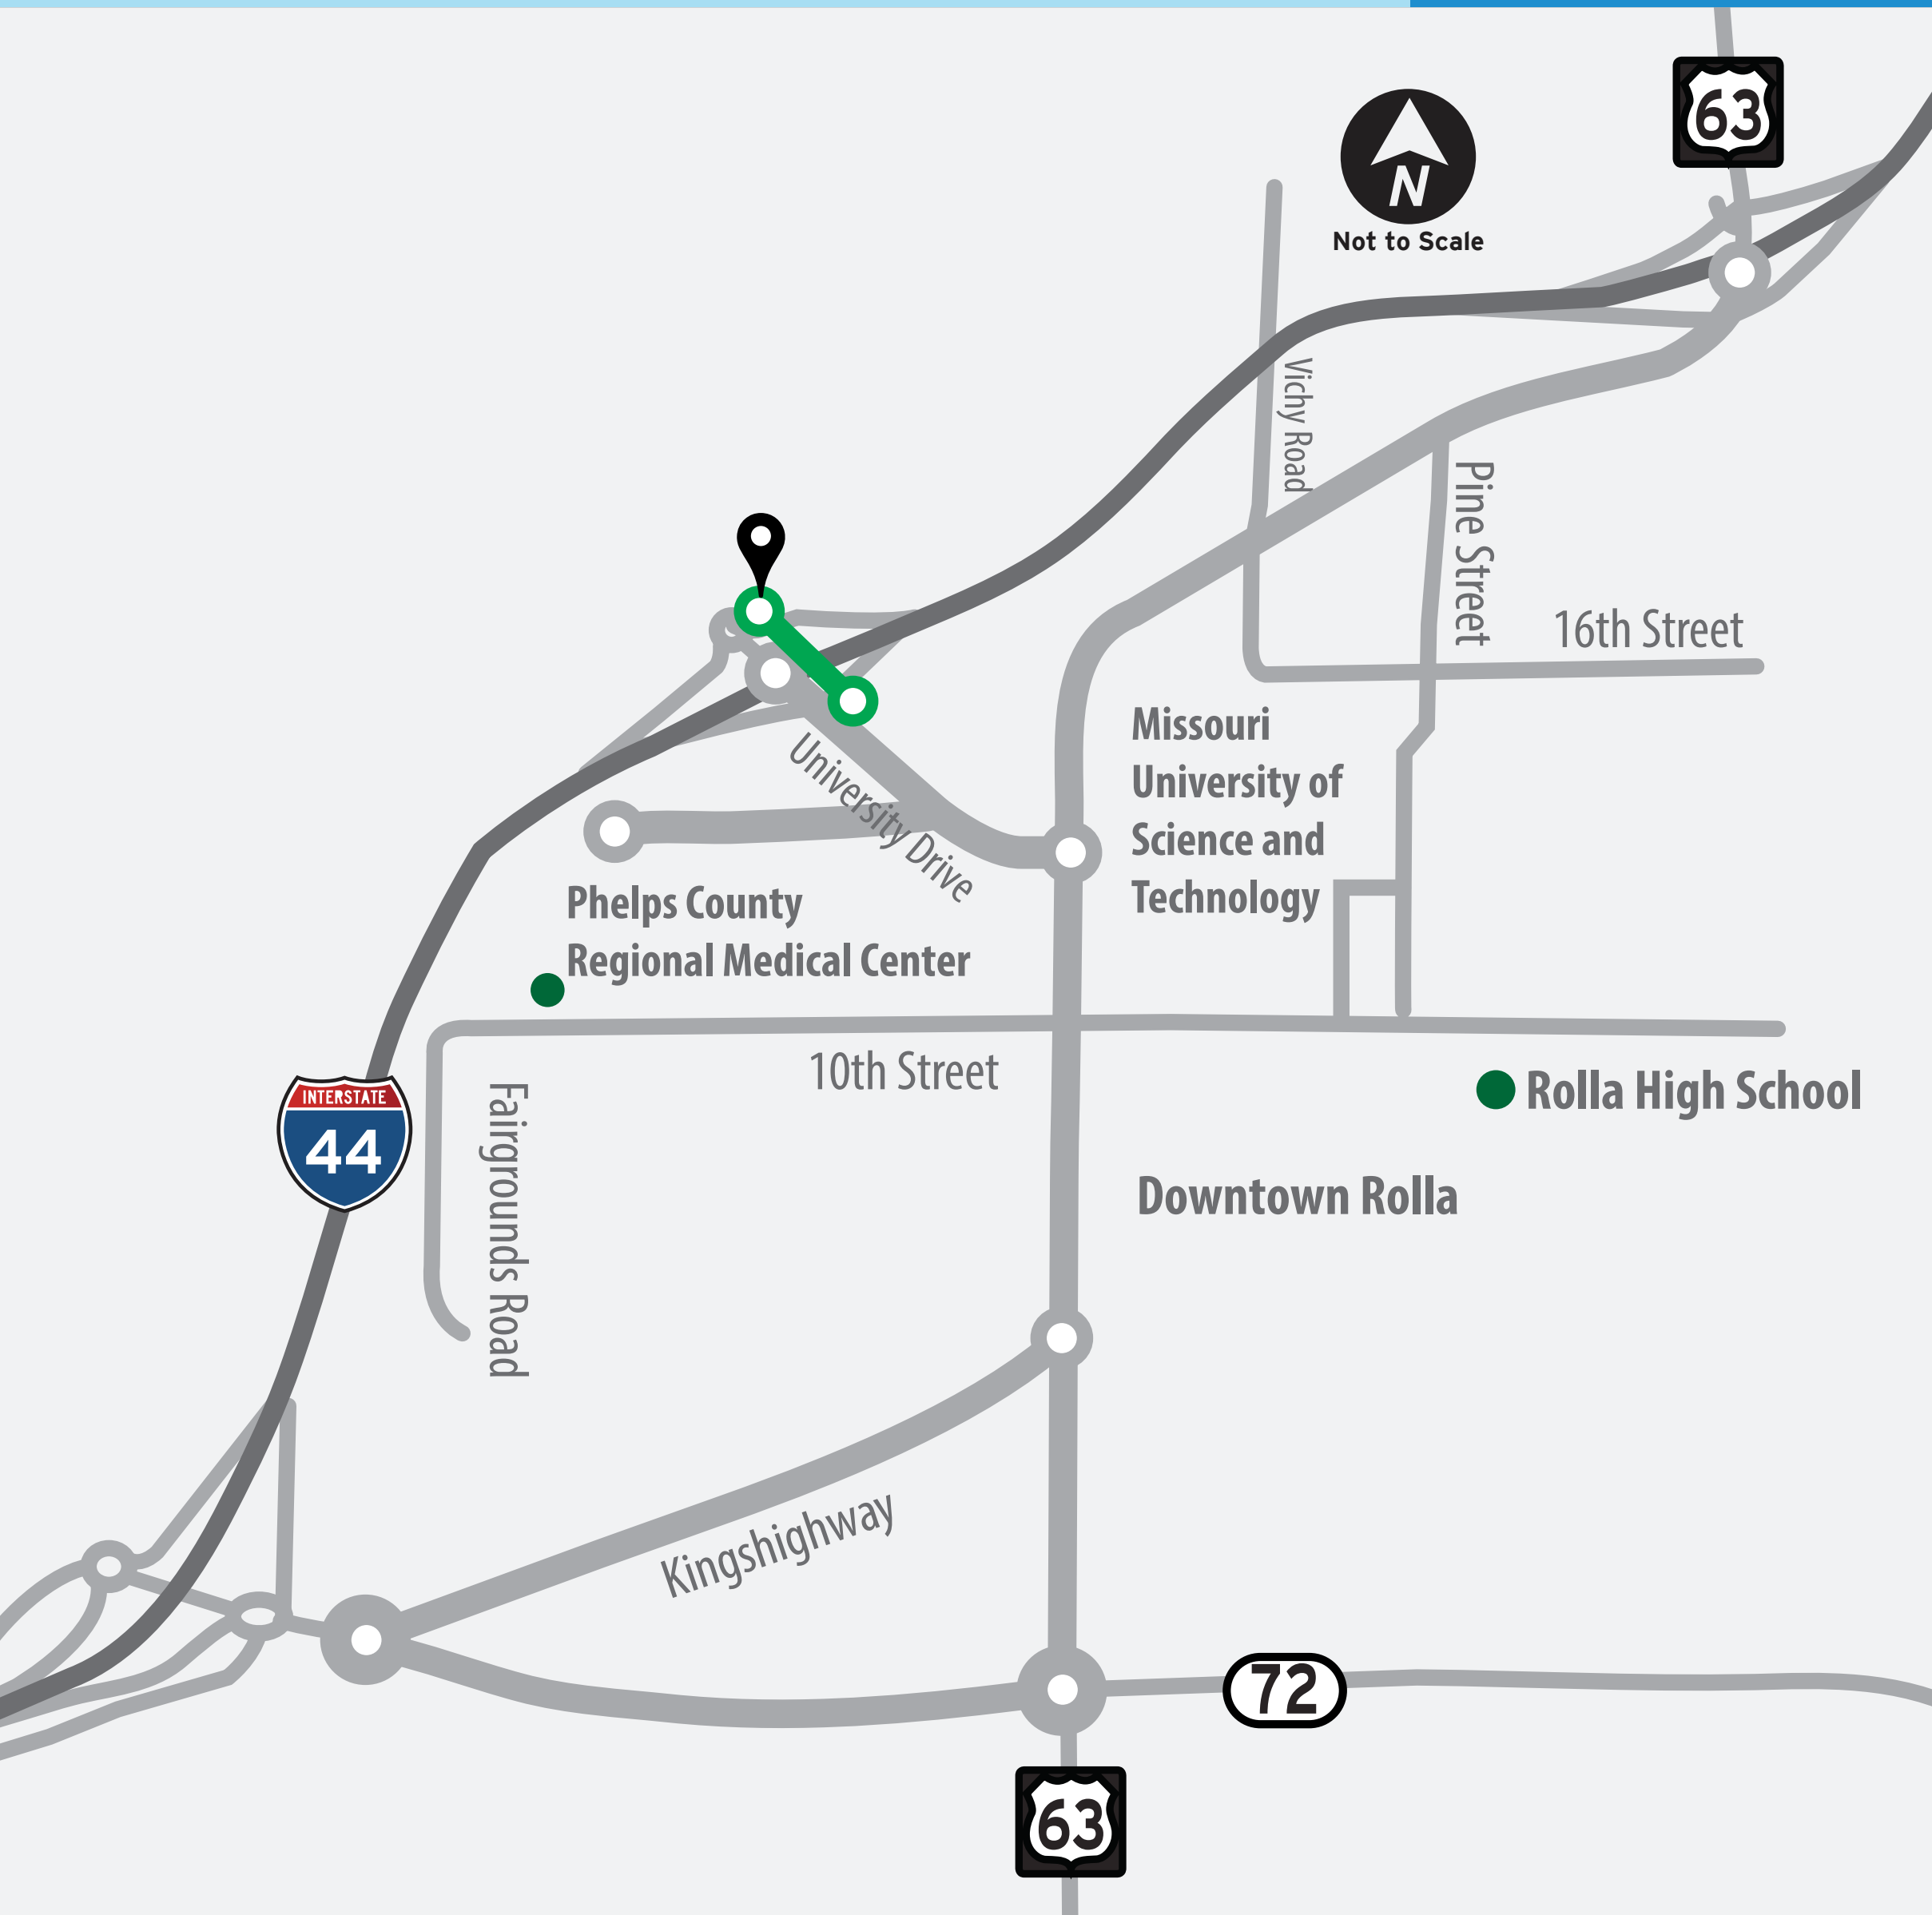 63
N
Not to Scale
Vichy Road
Pine Street
16th Street
Missouri
University of
Science and
Technology
University Drive
Phelps County
Regional Medical Center
10th Street
INTERSTATE
44
Fairgrounds Road
Rolla High School
Downtown Rolla
Kingshighway
72
63